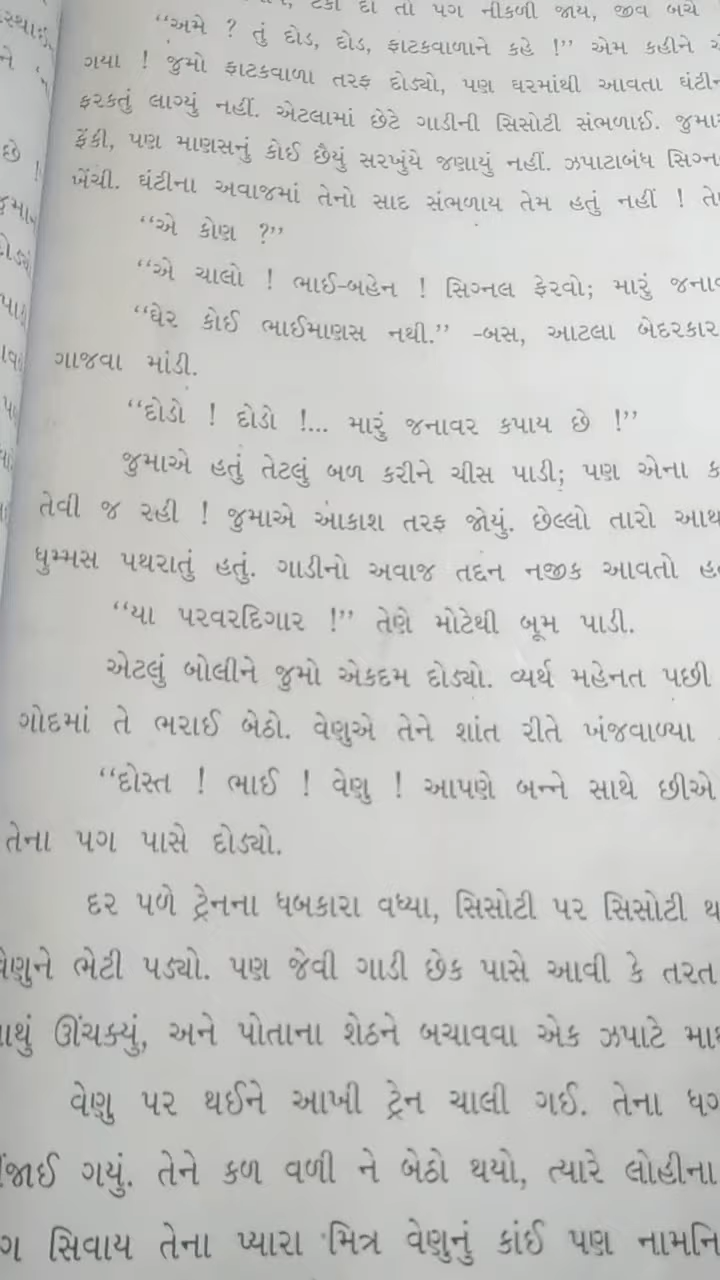 ટકા દો તો પગ નીકળી જાય, જીવ બચે
“અમે ? તું દોડ, દોડ, ફાટકવાળાને કહે !” એમ કહીને
ગયા ! જુમો ફાટકવાળા તરફ દોડ્યો, પણ ઘરમાંથી આવતા
ફરકતું લાગ્યું નહીં. એટલામાં છેટે ગાડીની સિસોટી સંભળાઈ.
ફેંકી, પણ માણસનું કોઈ છૈયું સરખુંયે જણાયું નહીં. ઝપાટાબંધ
ખેંચી. ઘંટીના અવાજમાં તેનો સાદ સંભળાય તેમ હતું નહીં !
“એ કોણ ?”
“એ ચાલો ! ભાઈ-બહેન ! સિગ્નલ ફેરવો; મારું
“ઘેર કોઈ ભાઈમાણસ નથી.” -બસ, આટલા બેદરકાર
ગાજવા માંડી.
“દોડો ! દોડો !... મારું જનાવર કપાય છે !”
જુમાએ હતું તેટલું બળ કરીને ચીસ પાડી; પણ એના
તેવી જ રહી ! જુમાએ આકાશ તરફ જોયું. છેલ્લો તારો
ધુમ્મસ પથરાતું હતું. ગાડીનો અવાજ તદ્દન નજીક આવતો
“યા પરવરદિગાર !” તેણે મોટેથી બૂમ પાડી.
એટલું બોલીને જુમો એકદમ દોડ્યો. વ્યર્થ મહેનત પછી
ગોદમાં તે ભરાઈ બેઠો. વેણુએ તેને શાંત રીતે ખંજવાળ્યા
“દોસ્ત ! ભાઈ ! વેણુ ! આપણે બન્ને સાથે છીએ
તેના પગ પાસે દોડ્યો.
દર પળે ટ્રેનના ધબકારા વધ્યા, સિસોટી પર સિસોટી
વેણુને ભેટી પડ્યો. પણ જેવી ગાડી છેક પાસે આવી કે તરત
ઊંચક્યું, અને પોતાના શેઠને બચાવવા એક ઝપાટે
વેણુ પર થઈને આખી ટ્રેન ચાલી ગઈ. તેના
ગયું. તેને કળ વળી ને બેઠો થયો, ત્યારે લોહીના
સિવાય તેના પ્યારા મિત્ર વેણુનું કાંઈ પણ